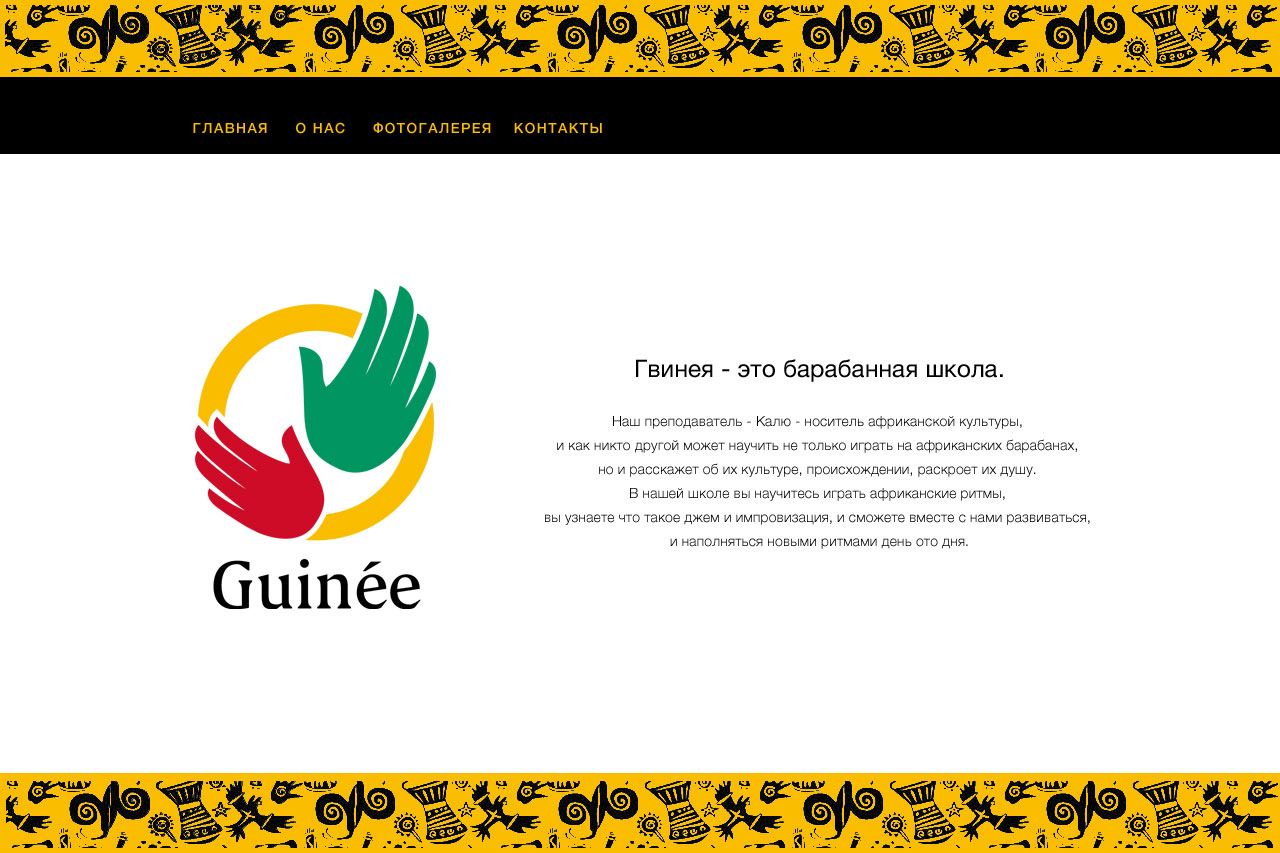 ГЛАВНАЯ О НАС ФОТОГАЛЕРЕЯ КОНТАКТЫ
Guinée
Гвинея - это барабанная школа.
Наш преподаватель - Калю - носитель африканской культуры,
и как никто другой может научить не только играть на африканских барабанах,
но и расскажет об их культуре, происхождении, раскроет их душу.
В нашей школе вы научитесь играть африканские ритмы,
вы узнаете что такое джем и импровизация, и сможете вместе с нами развиваться,
и наполняться новыми ритмами день ото дня.